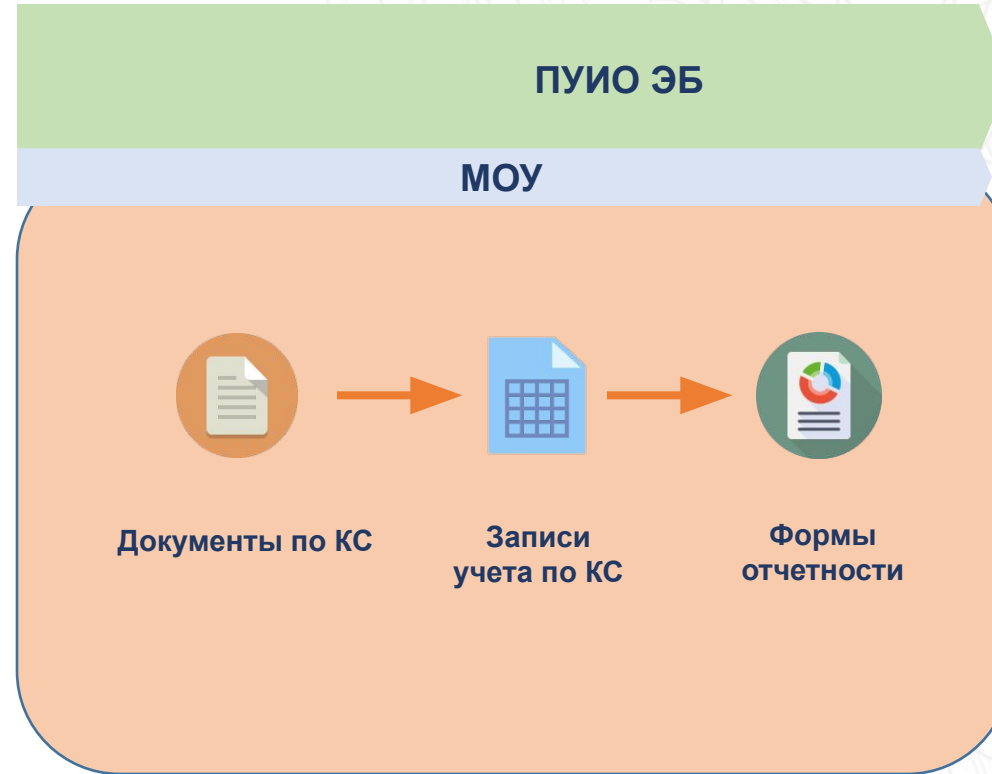 ПУИО ЭБ
МОУ
Документы по КС
Записи
учета по КС
Формы
отчетности